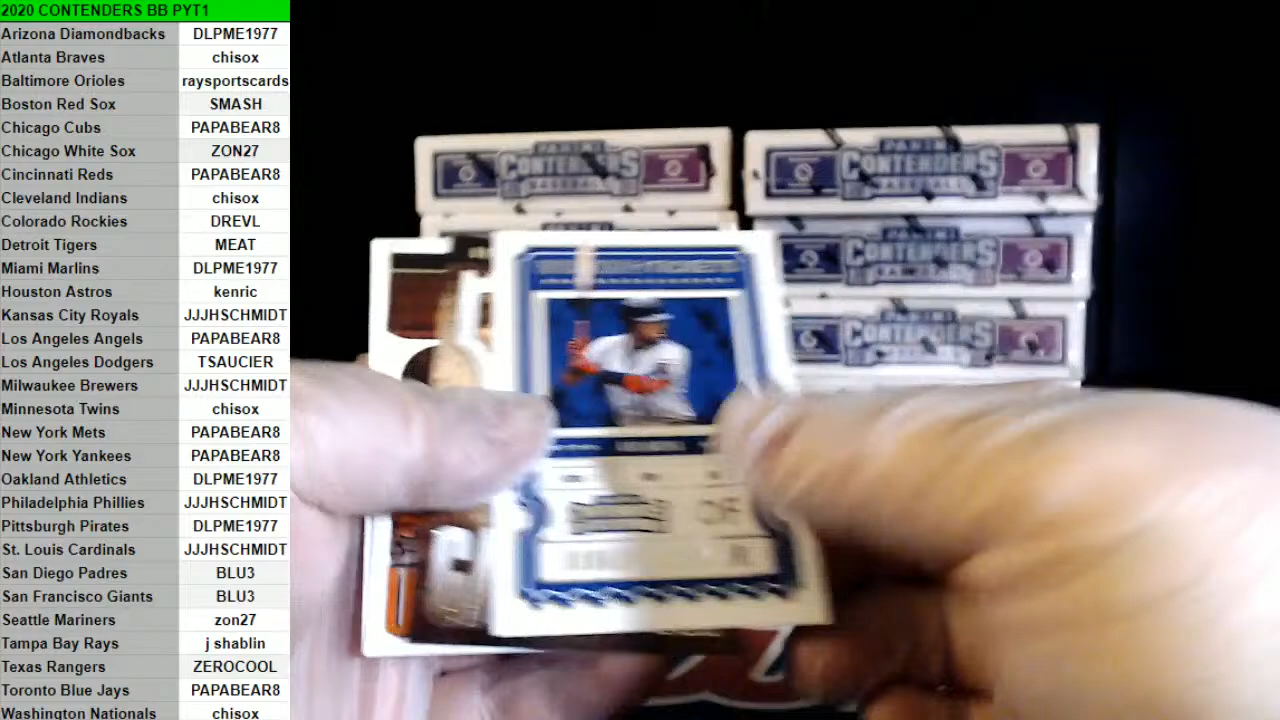 2020 CONTENDERS BB PYT1
Arizona Diamondbacks DLPME1977
Atlanta Braves chisox
Baltimore Orioles raysportscards
Boston Red Sox SMASH
Chicago Cubs PAPABEAR8
Chicago White Sox ZON27
Cincinnati Reds PAPABEAR8
Cleveland Indians chisox
Colorado Rockies DREVL
Detroit Tigers MEAT
Miami Marlins DLPME1977
Houston Astros kenric
Kansas City Royals JJJHSCHMIDT
Los Angeles Angels PAPABEAR8
Los Angeles Dodgers TSAUCIER
Milwaukee Brewers JJJHSCHMIDT
Minnesota Twins chisox
New York Mets PAPABEAR8
New York Yankees PAPABEAR8
Oakland Athletics DLPME1977
Philadelphia Phillies JJJHSCHMIDT
Pittsburgh Pirates DLPME1977
St. Louis Cardinals JJJHSCHMIDT
San Diego Padres BLU3
San Francisco Giants BLU3
Seattle Mariners zon27
Tampa Bay Rays j shablin
Texas Rangers ZEROCOOL
Toronto Blue Jays PAPABEAR8
Washington Nationals chisox
PANINI
CONTENDERS
BASEBALL
PANINI
CONTENDERS
BASEBALL
PANINI
CONTENDERS
PANINI
CONTENDERS